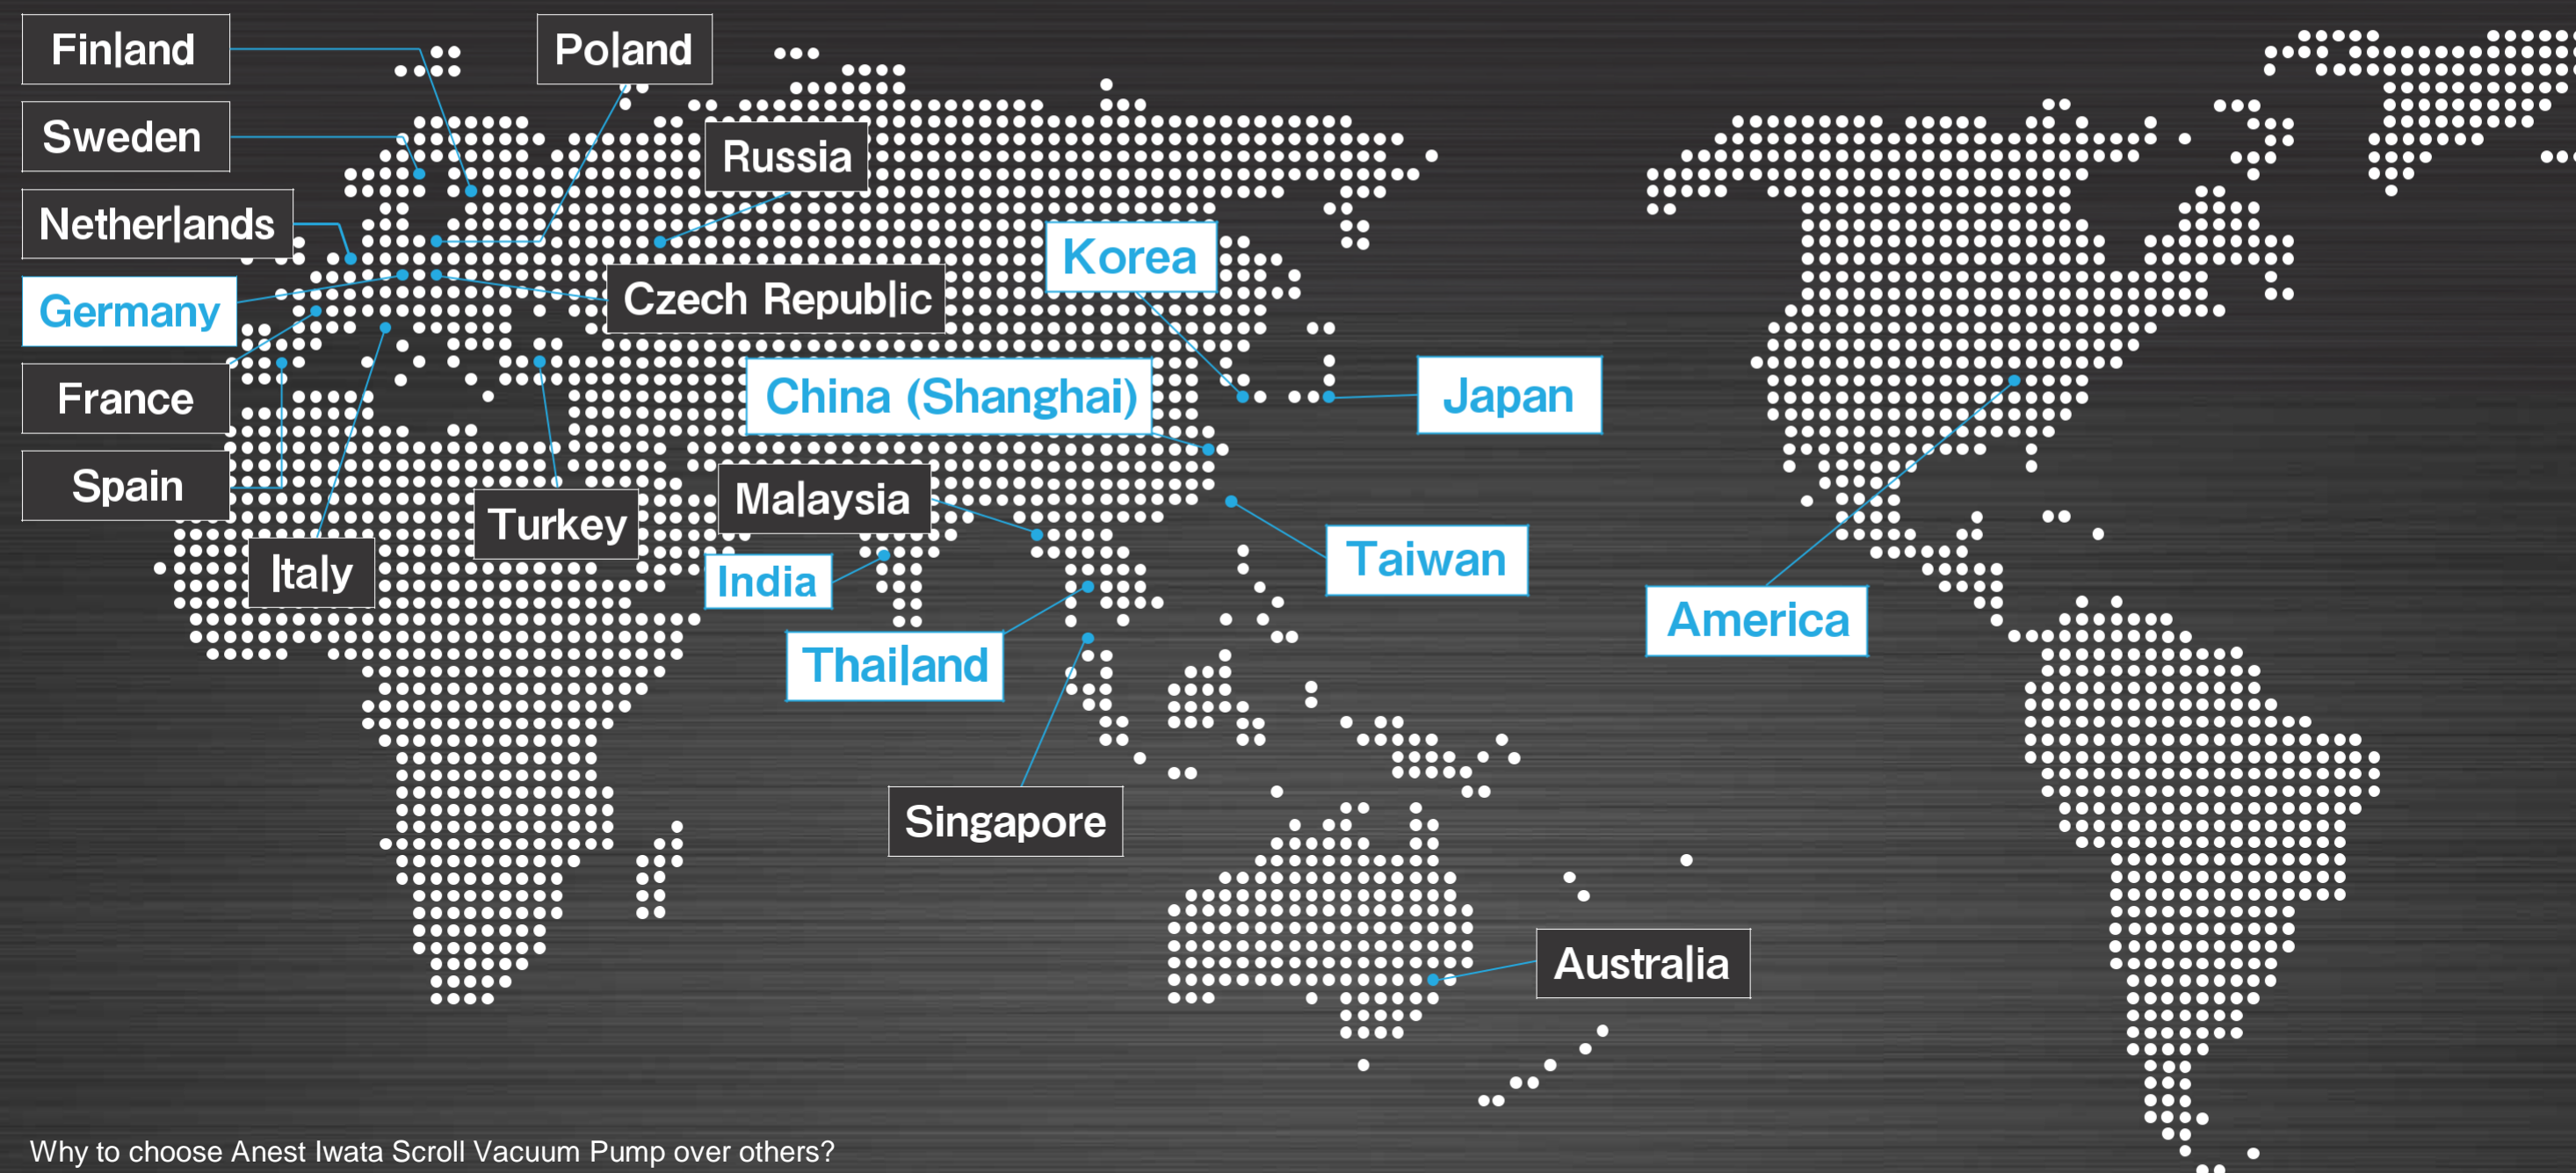 Finland
Poland
Sweden
Russia
Netherlands
Korea
Germany
Czech Republic
France
China (Shanghai)
Japan
Spain
Malaysia
Turkey
Italy
India
Taiwan
Thailand
America
Singapore
Australia
Why to choose Anest Iwata Scroll Vacuum Pump over others?